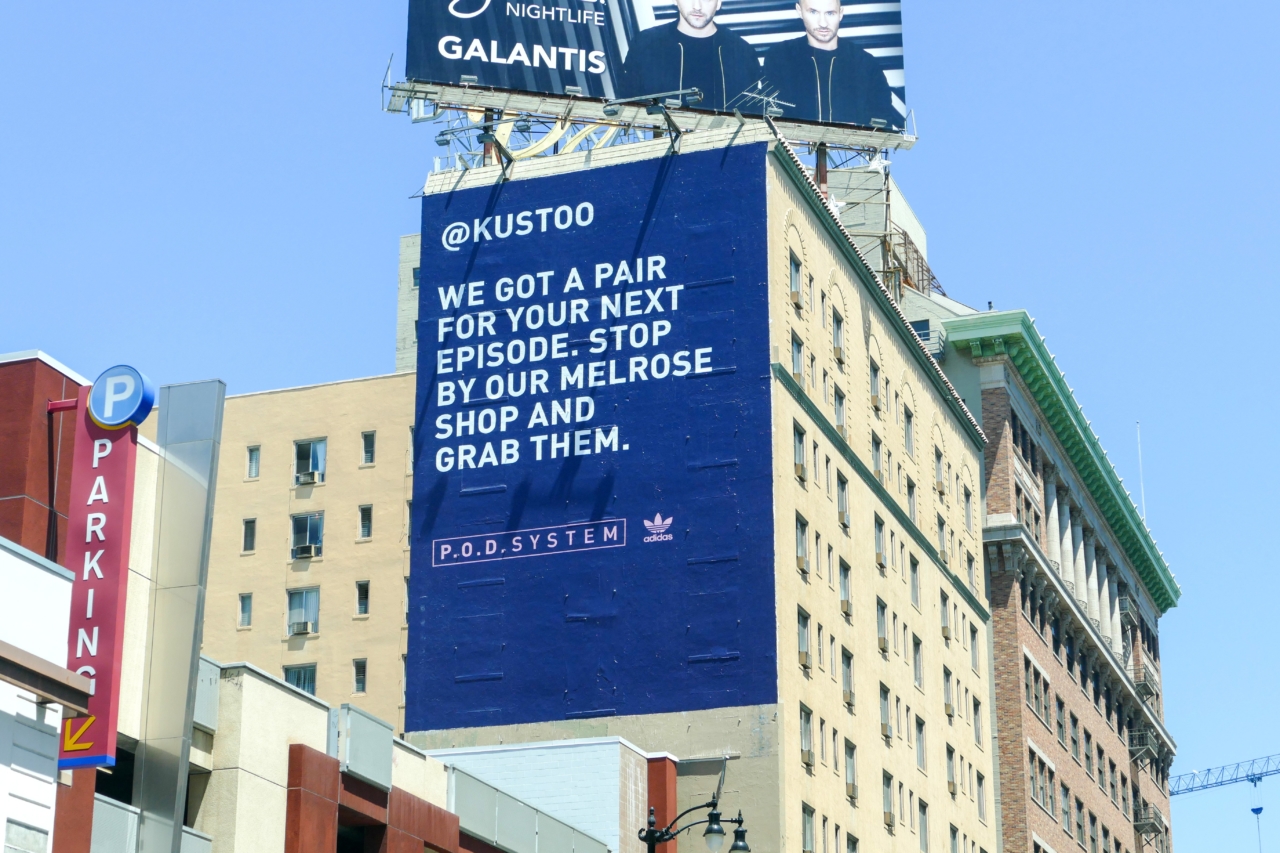 NIGHTLIFE
GALANTIS
@KUSTOO
WE GOT A PAIR
FOR YOUR NEXT
EPISODE. STOP
BY OUR MELROSE
SHOP AND
GRAB THEM.
P.O.D.SYSTEM
adidas
P
PARKING